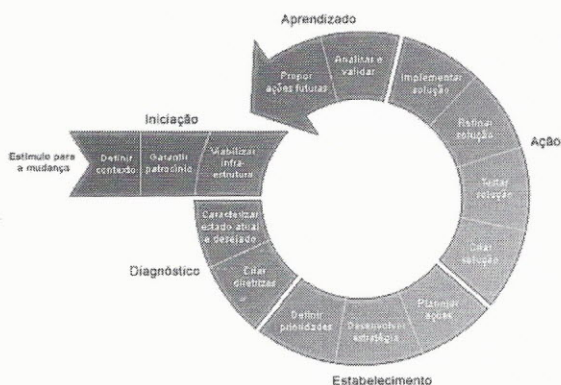 Aprendizado
Analisar e
validar
Propor
ações futuras
Implementar
solução
Refinar
solução
Ação
Testar
solução
Criar
solução
Iniciação
Estímulo para
a mudança
Definir
contexto
Garantir
patrocínio
Viabilizar
infra-
estrutura
Caracterizar
estado atual
e desejado
Diagnóstico
Criar
diretrizes
Definir
prioridades
Desenvolver
estratégia
Planejar
ações
Estabelecimento